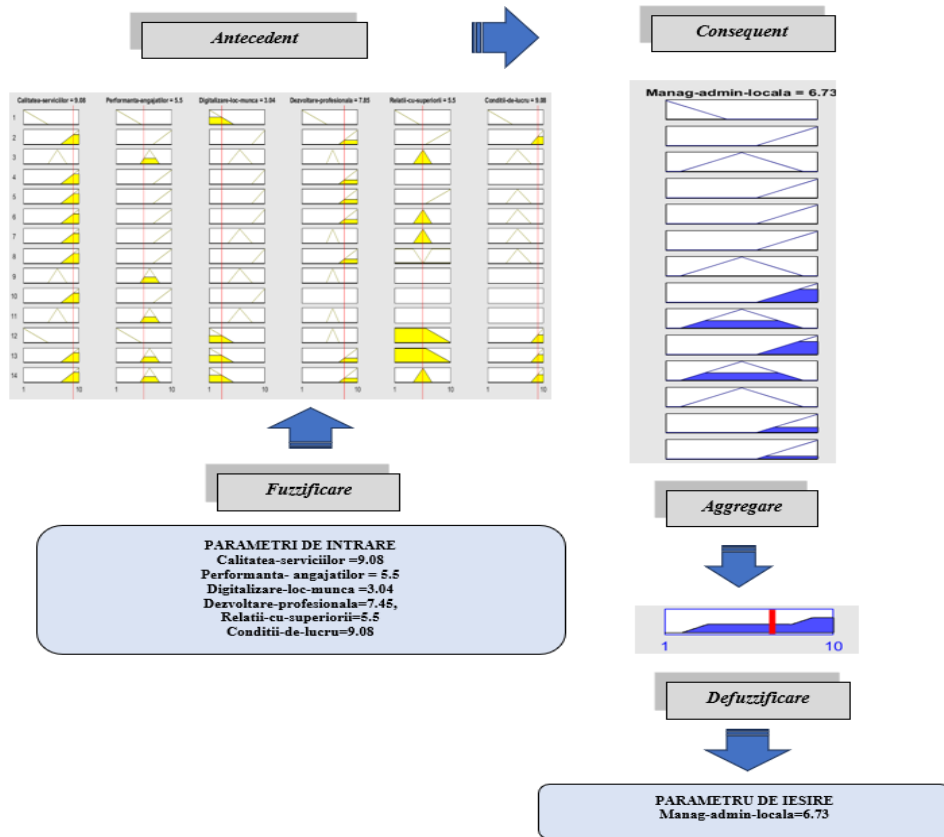 Antecedent
Consequent
Calitatea-serviciilor = 9.08 Performanta-angajatilor = 5.5 Digitalizare-loc-munca = 3.04 Dezvoltare-profesionala = 7.85 Relatii-cu-superiorii = 5.5 Conditii-de-lucru = 9.08
1
2
3
4
5
6
7
8
9
10
11
12
13
14
1 10 1 10 1 10
Manag-admin-locala = 6.73
Fuzzificare
PARAMETRI DE INTRARE
Calitatea-serviciilor =9.08
Performanta- angajatilor = 5.5
Digitalizare-loc-munca =3.04
Dezvoltare-profesionala=7.45,
Relatii-cu-superiorii=5.5
Conditii-de-lucru=9.08
Aggregare
1 10
Defuzzificare
PARAMETRU DE IESIRE
Manag-admin-locala=6.73